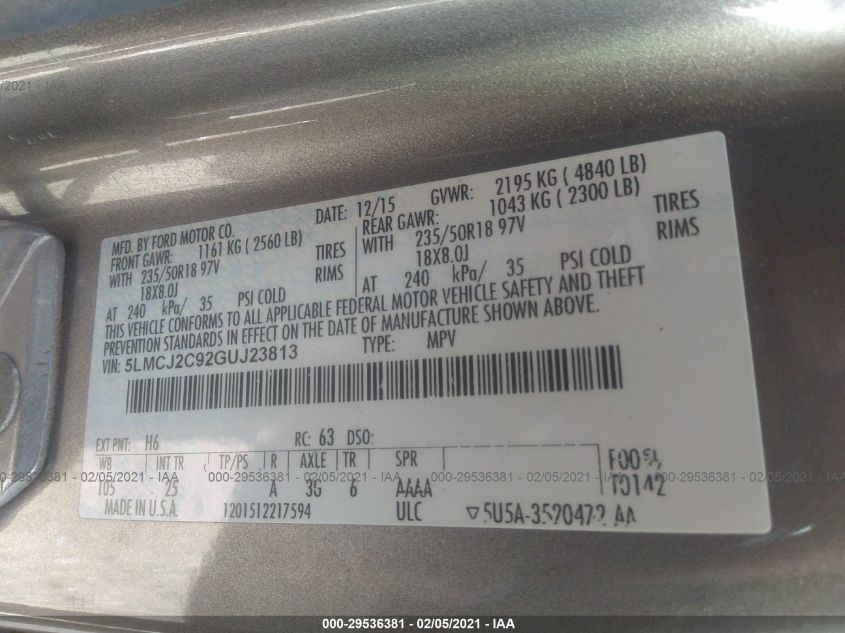 MFD. BY FORD MOTOR CO.
DATE: 12/15
GVWR: 2195 KG ( 4840 LB)
FRONT GAWR: 1161 KG ( 2560 LB)
REAR GAWR: 1043 KG ( 2300 LB)
WITH 235/50R18 97V TIRES
18X8.0J RIMS
AT 240 kPa/ 35 PSI COLD
WITH 235/50R18 97V TIRES
18X8.0J RIMS
AT 240 kPa/ 35 PSI COLD
THIS VEHICLE CONFORMS TO ALL APPLICABLE FEDERAL MOTOR VEHICLE SAFETY AND THEFT
PREVENTION STANDARDS IN EFFECT ON THE DATE OF MANUFACTURE SHOWN ABOVE.
VIN: 5LMCJ2C92GUJ23813 TYPE: MPV
EXT PNT: H6 RC: 63 DSO:
WB INT TR TP/PS R AXLE TR SPR
105 25 A 3G 6 AAAA
T0142
MADE IN U.S.A. 1201512217594 ULC
000-29536381 - 02/05/2021 - IAA